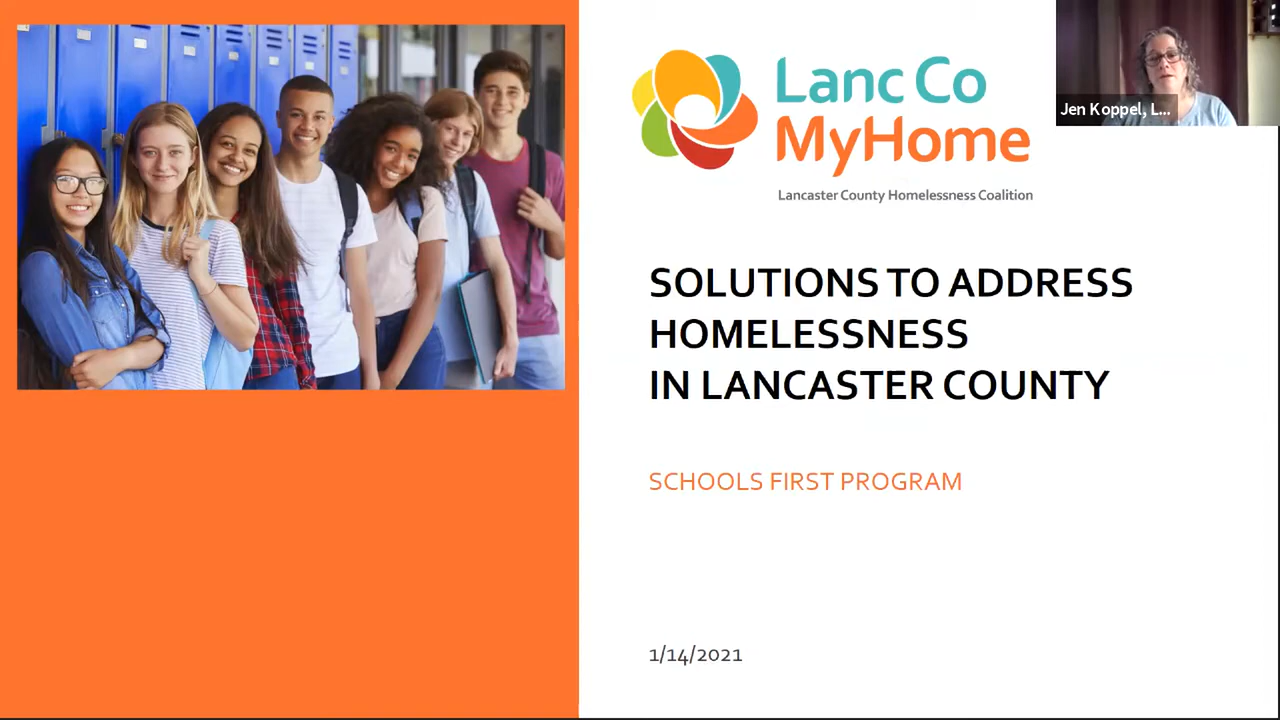 Lanc Co
MyHome
Lancaster County Homelessness Coalition
Jen Koppel, L...
SOLUTIONS TO ADDRESS
HOMELESSNESS
IN LANCASTER COUNTY
SCHOOLS FIRST PROGRAM
1/14/2021